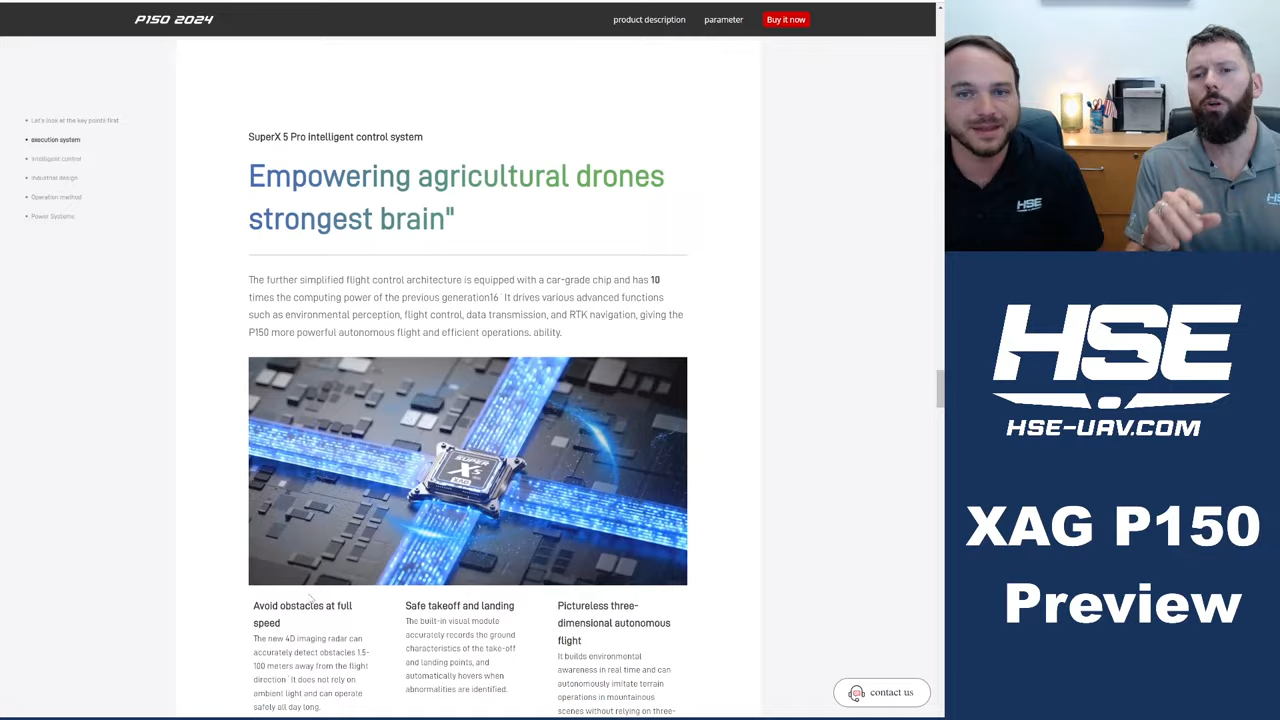 P150 2024
product description
parameter
Buy it now
Let's look at the key points first
execution system
Intelligent control
Industrial design
Operation method
Power Systems
SuperX 5 Pro intelligent control system
Empowering agricultural drones
strongest brain"
The further simplified flight control architecture is equipped with a car-grade chip and has 10
times the computing power of the previous generation16 It drives various advanced functions
such as environmental perception, flight control, data transmission, and RTK navigation, giving the
P150 more powerful autonomous flight and efficient operations. ability.
SUPER
X5
XAG
Avoid obstacles at full
speed
The new 4D imaging radar can
accurately detect obstacles 1.5-
100 meters away from the flight
direction It does not rely on
ambient light and can operate
safely all day long.
Safe takeoff and landing
The built-in visual module
accurately records the ground
characteristics of the take-off
and landing points, and
automatically hovers when
abnormalities are identified.
Pictureless three-
dimensional autonomous
flight
It builds environmental
awareness in real time and can
autonomously imitate terrain
operations in mountainous
scenes without relying on three-
contact us
HSE
HSE
HSE
HSE-UAV.COM
XAG P150
Preview